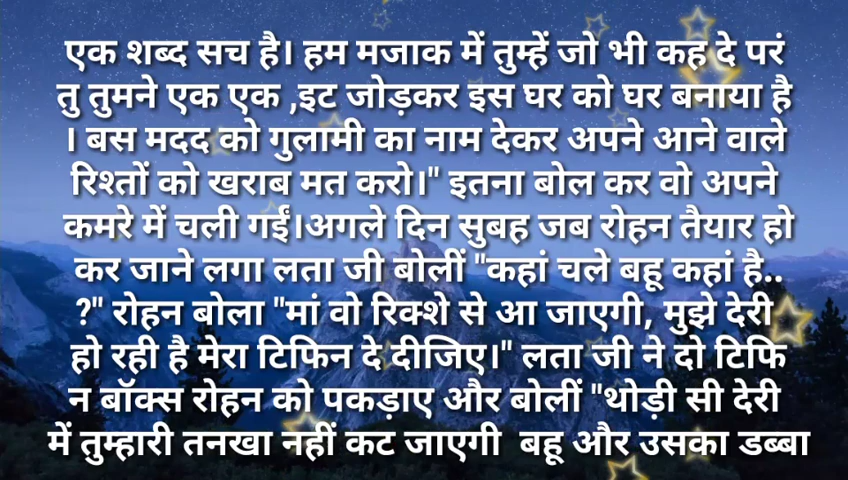 एक शब्द सच है। हम मजाक में तुम्हें जो भी कह दे परं
तु तुमने एक एक ,इट जोड़कर इस घर को घर बनाया है
। बस मदद को गुलामी का नाम देकर अपने आने वाले
रिश्तों को खराब मत करो।" इतना बोल कर वो अपने
कमरे में चली गईं।अगले दिन सुबह जब रोहन तैयार हो
कर जाने लगा लता जी बोलीं "कहां चले बहू कहां है..
?" रोहन बोला "मां वो रिक्शे से आ जाएगी, मुझे देरी
हो रही है मेरा टिफिन दे दीजिए।" लता जी ने दो टिफि
न बॉक्स रोहन को पकड़ाए और बोलीं "थोड़ी सी देरी
में तुम्हारी तनखा नहीं कट जाएगी  बहू और उसका डब्बा